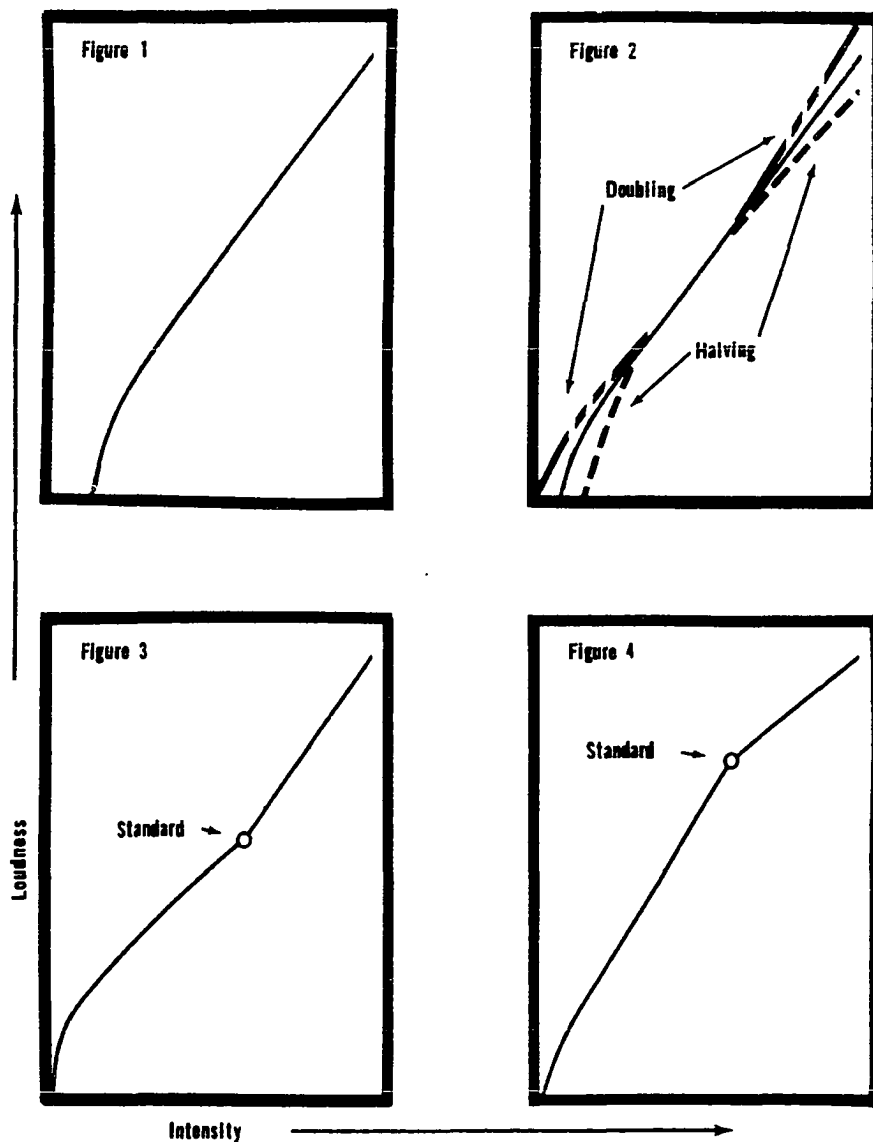 Figure 1
Figure 2
Doubling
Halving
Figure 3
Figure 4
Standard
Standard
Loudness
Intensity